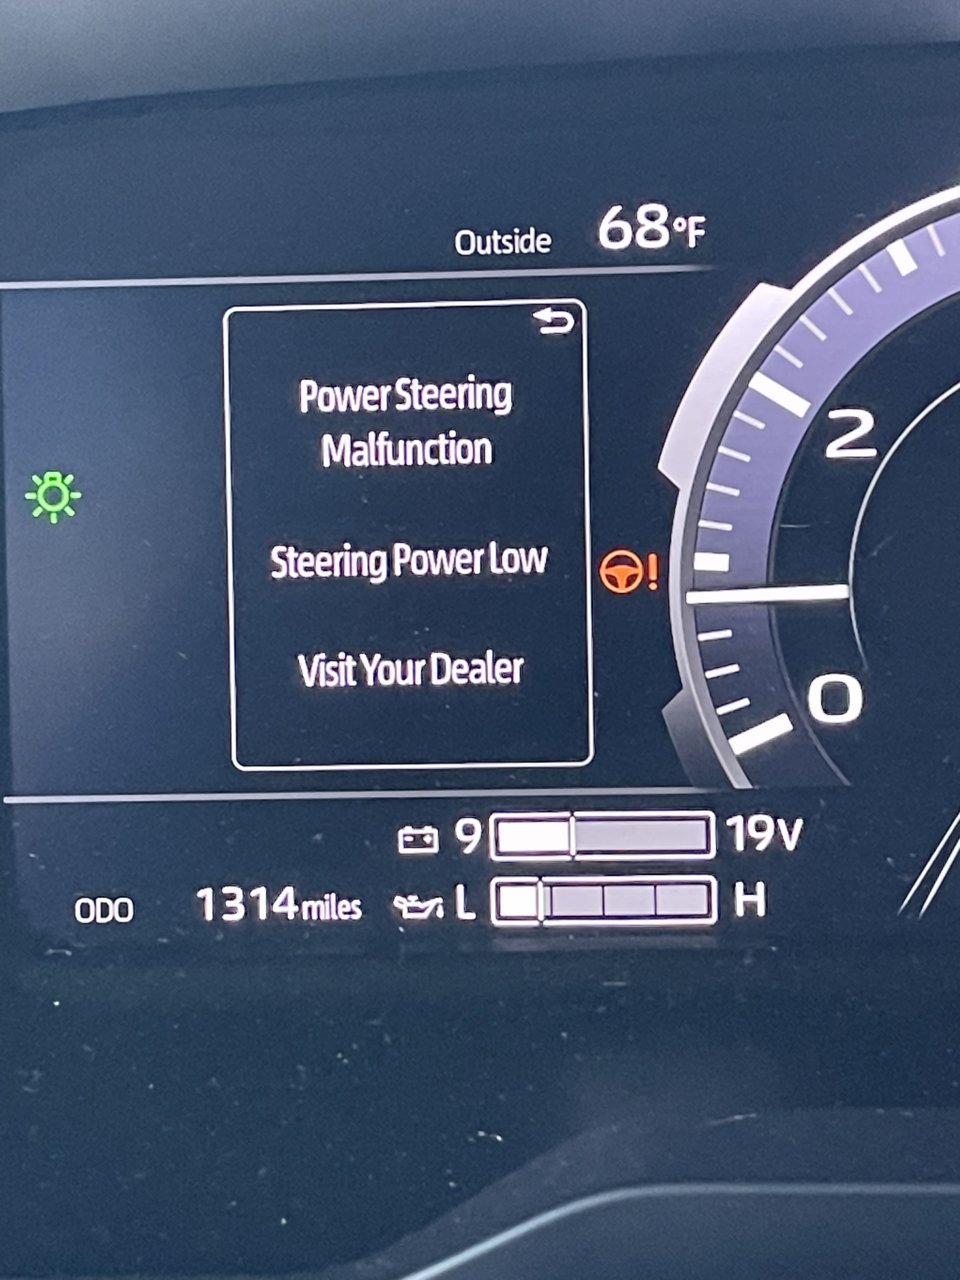 Outside 68°F
Power Steering
Malfunction
Steering Power Low
!
Visit Your Dealer
2
0
9 19V
ODO 1314 miles L H